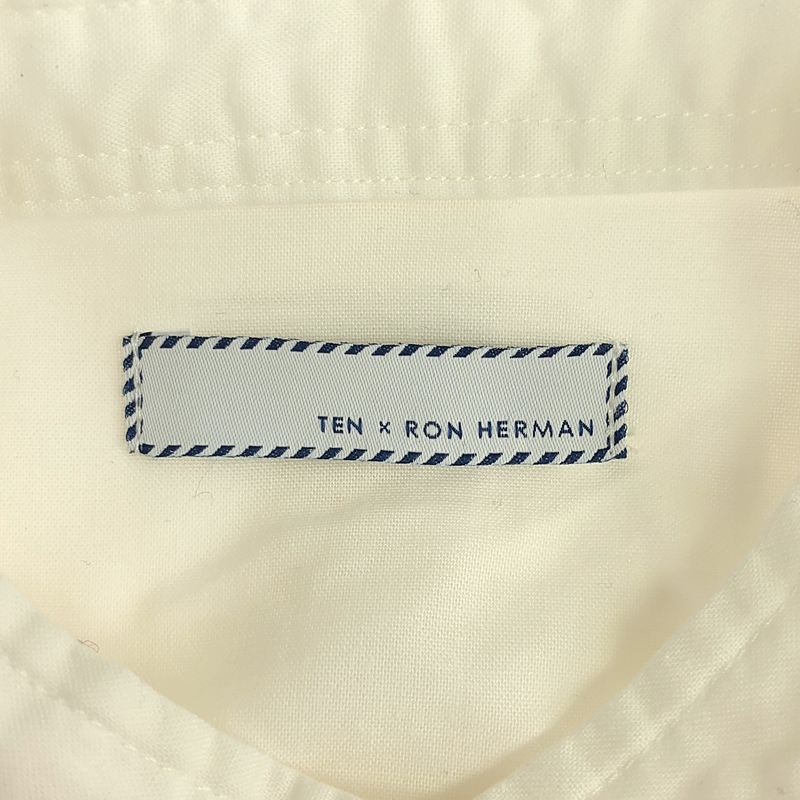 TEN × RON HERMAN